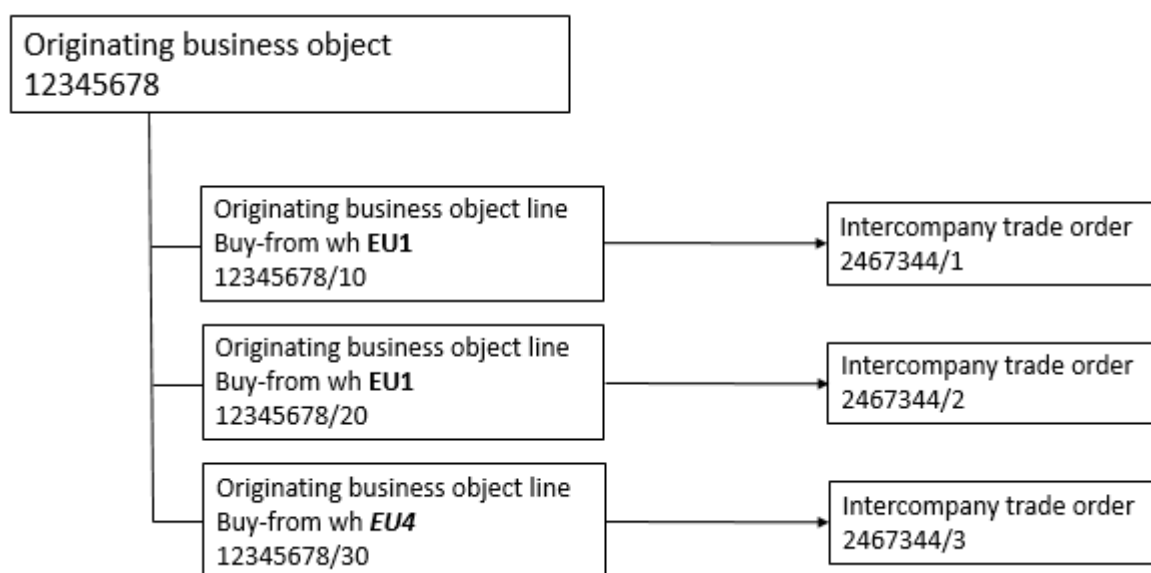 Originating business object
12345678
Originating business object line
Buy-from wh EU1
12345678/10
Intercompany trade order
2467344/1
Originating business object line
Buy-from wh EU1
12345678/20
Intercompany trade order
2467344/2
Originating business object line
Buy-from wh EU4
12345678/30
Intercompany trade order
2467344/3